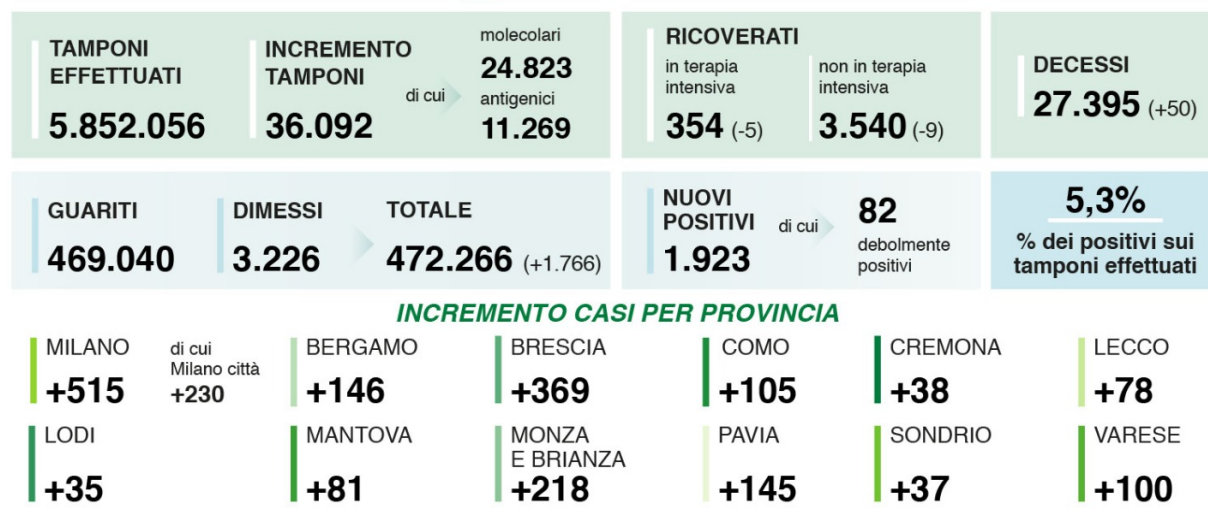 TAMPONI
EFFETTUATI
5.852.056
INCREMENTO
TAMPONI
36.092
di cui
molecolari
24.823
antigenici
11.269
RICOVERATI
in terapia
intensiva
354 (-5)
non in terapia
intensiva
3.540 (-9)
DECESSI
27.395 (+50)
GUARITI
469.040
DIMESSI
3.226
TOTALE
472.266 (+1.766)
NUOVI
POSITIVI
1.923
di cui
82
debolmente
positivi
5,3%
% dei positivi sui
tamponi effettuati
INCREMENTO CASI PER PROVINCIA
MILANO
+515
di cui
Milano città
+230
BERGAMO
+146
BRESCIA
+369
COMO
+105
CREMONA
+38
LECCO
+78
LODI
+35
MANTOVA
+81
MONZA
E BRIANZA
+218
PAVIA
+145
SONDRIO
+37
VARESE
+100